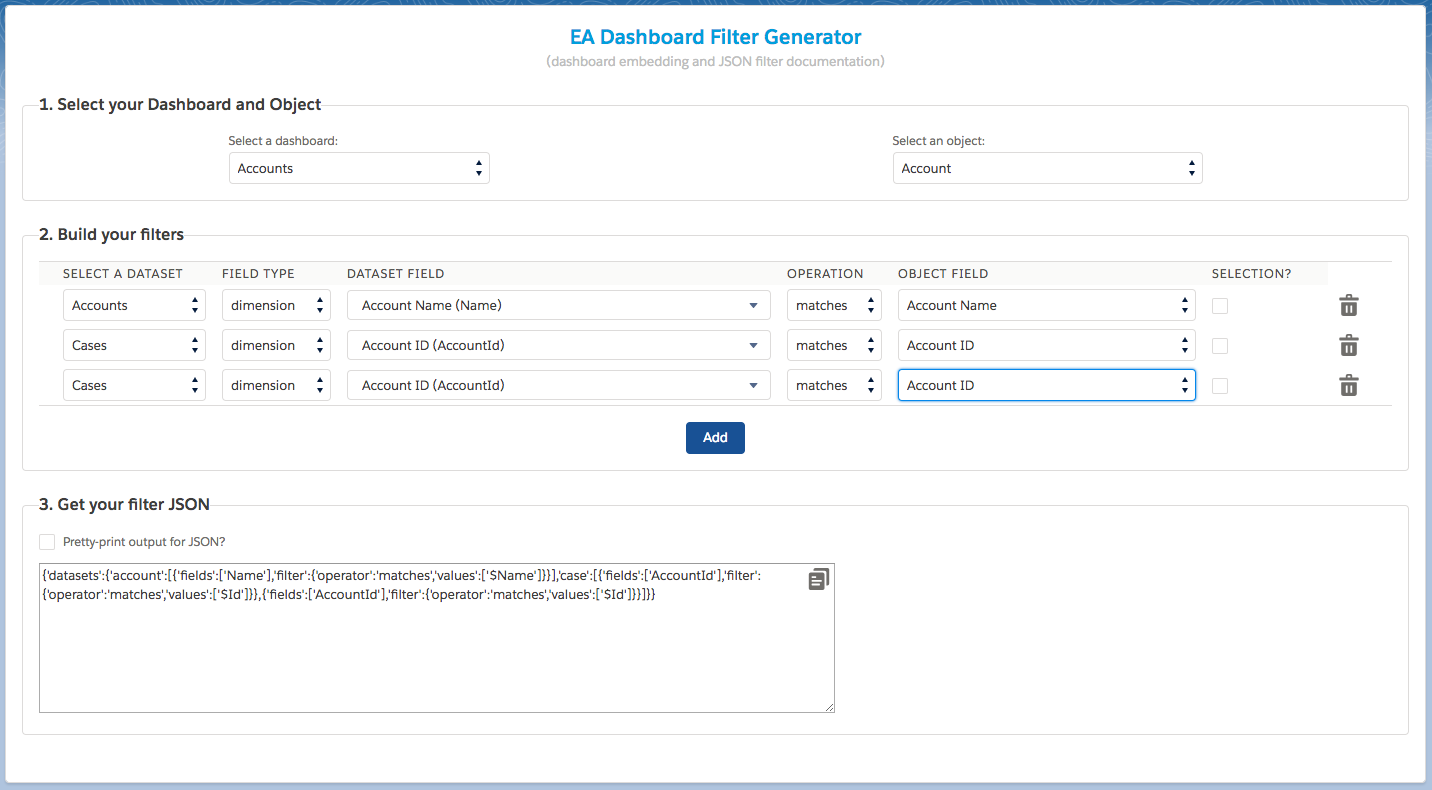 EA Dashboard Filter Generator
(dashboard embedding and JSON filter documentation)
1. Select your Dashboard and Object
Select a dashboard: Select an object:
Accounts Account
2. Build your filters
SELECT A DATASET FIELD TYPE DATASET FIELD OPERATION OBJECT FIELD SELECTION?
Accounts dimension Account Name (Name) matches Account Name
Cases dimension Account ID (AccountId) matches Account ID
Cases dimension Account ID (AccountId) matches Account ID
Add
3. Get your filter JSON
Pretty-print output for JSON?
{'datasets':{'account':[{'fields':['Name'],'filter':{'operator':'matches','values':['$Name']}}],'case':[{'fields':['AccountId'],'filter':
{'operator':'matches','values':['$Id']}},{'fields':['AccountId'],'filter':{'operator':'matches','values':['$Id']}}]}}